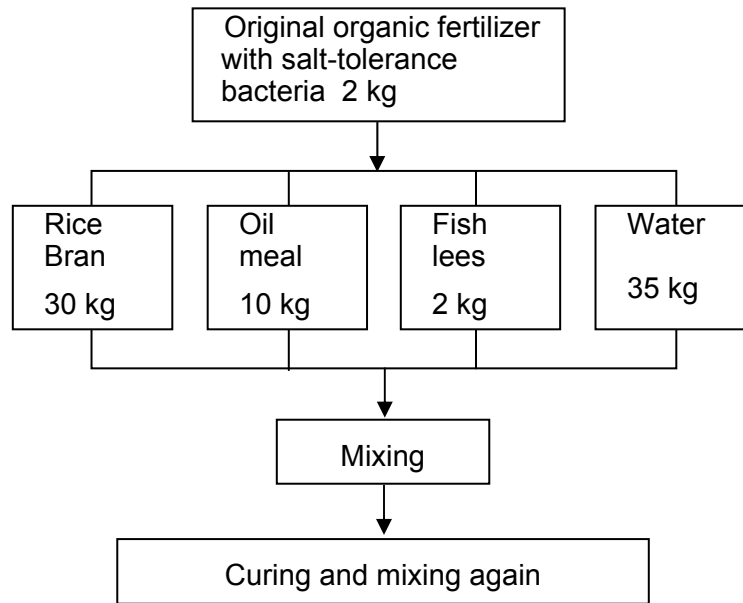 Original organic fertilizer
with salt-tolerance
bacteria 2 kg
Rice
Bran
30 kg
Oil
meal
10 kg
Fish
lees
2 kg
Water
35 kg
Mixing
Curing and mixing again